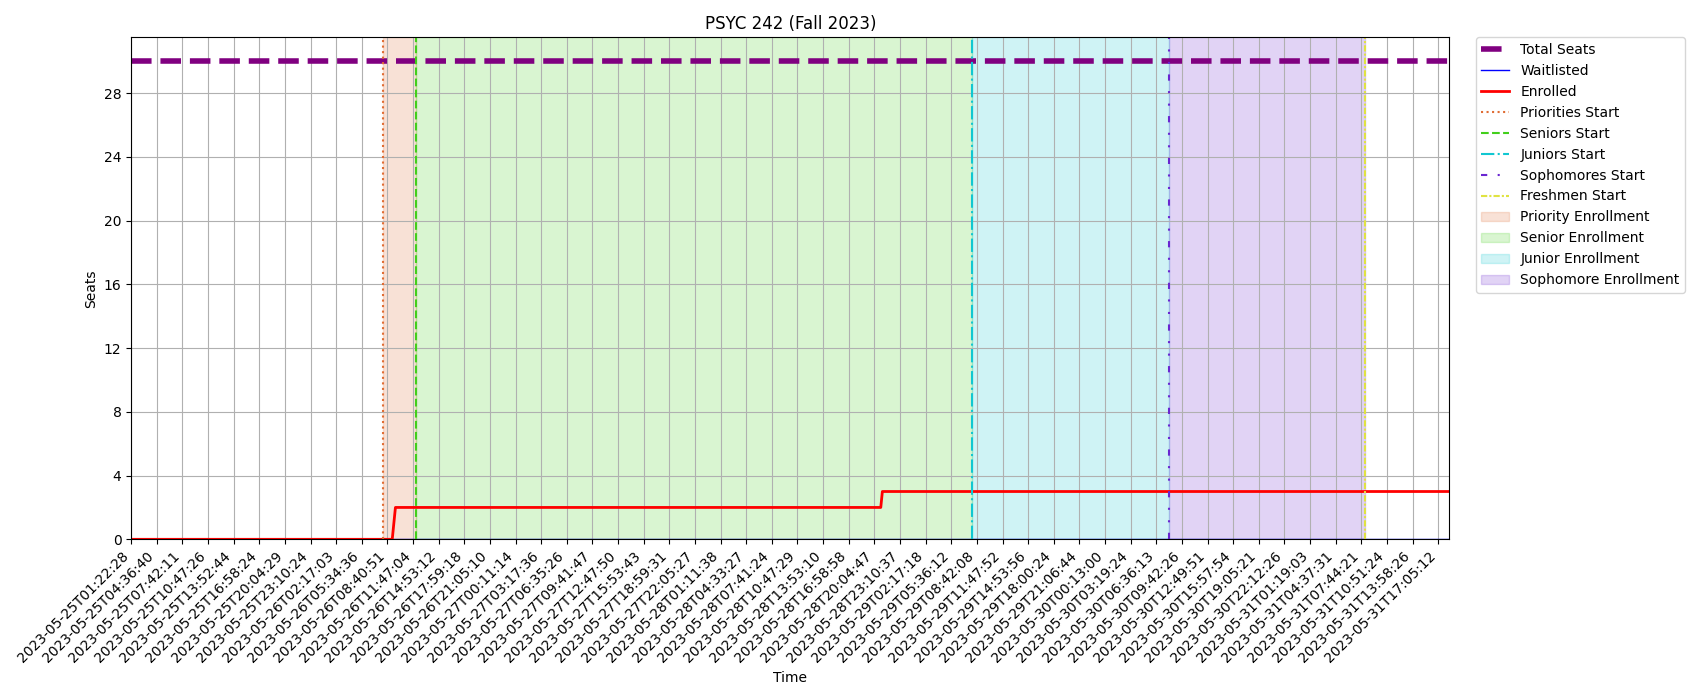 PSYC 242 (Fall 2023)
Total Seats
Waitlisted
Enrolled
Priorities Start
Seniors Start
Juniors Start
Sophomores Start
Freshmen Start
Priority Enrollment
Senior Enrollment
Junior Enrollment
Sophomore Enrollment
Seats
28
24
20
16
12
8
4
0
2023-05-25T01:22:28
2023-05-25T04:36:40
2023-05-25T07:42:11
2023-05-25T10:47:26
2023-05-25T13:52:44
2023-05-25T16:58:24
2023-05-25T20:04:29
2023-05-25T23:10:24
2023-05-26T02:17:03
2023-05-26T05:34:36
2023-05-26T08:40:51
2023-05-26T11:47:04
2023-05-26T14:53:12
2023-05-26T17:59:18
2023-05-26T21:05:10
2023-05-27T00:11:14
2023-05-27T03:17:36
2023-05-27T06:35:26
2023-05-27T09:41:47
2023-05-27T12:47:50
2023-05-27T15:53:43
2023-05-27T18:59:31
2023-05-27T22:05:27
2023-05-28T01:11:38
2023-05-28T04:33:27
2023-05-28T07:41:24
2023-05-28T10:47:29
2023-05-28T13:53:10
2023-05-28T16:58:58
2023-05-28T20:04:47
2023-05-28T23:10:37
2023-05-29T02:17:18
2023-05-29T05:36:12
2023-05-29T08:42:08
2023-05-29T11:47:52
2023-05-29T14:53:56
2023-05-29T18:00:24
2023-05-29T21:06:44
2023-05-30T00:13:00
2023-05-30T03:19:24
2023-05-30T06:36:13
2023-05-30T09:42:26
2023-05-30T12:49:51
2023-05-30T15:57:54
2023-05-30T19:05:21
2023-05-30T22:12:26
2023-05-31T01:19:03
2023-05-31T04:37:31
2023-05-31T07:44:21
2023-05-31T10:51:24
2023-05-31T13:58:26
2023-05-31T17:05:12
Time